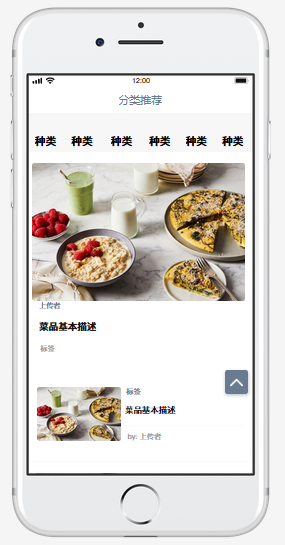 12:00
分类推荐
种类 种类 种类 种类 种类 种类
上传者
菜品基本描述
标签
标签
菜品基本描述
by: 上传者